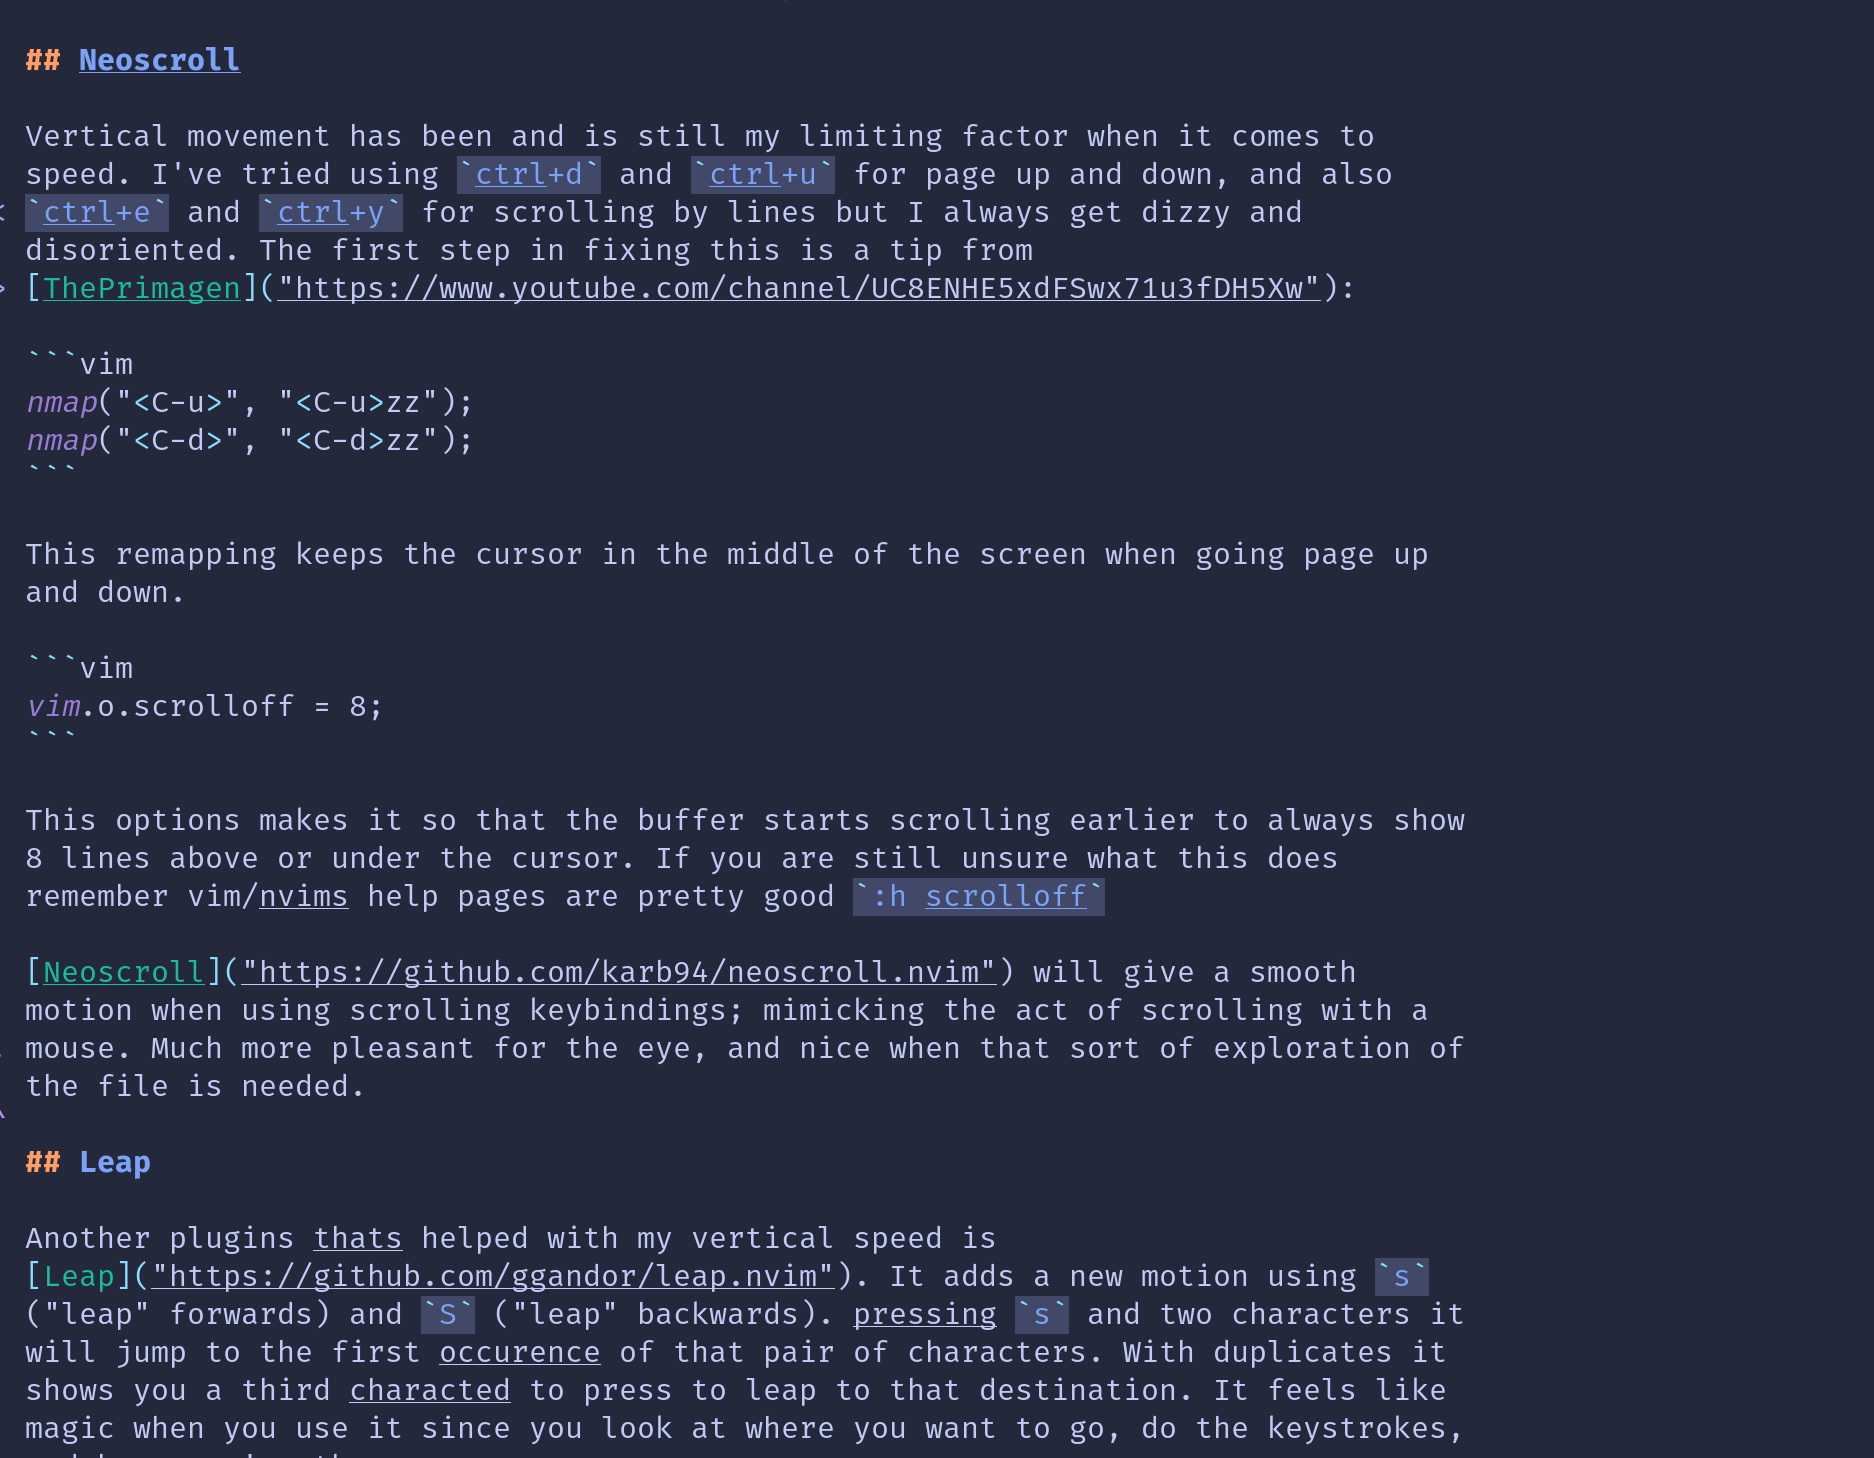 ## Neoscroll
Vertical movement has been and is still my limiting factor when it comes to
speed. I've tried using `ctrl+d` and `ctrl+u` for page up and down, and also
`ctrl+e` and `ctrl+y` for scrolling by lines but I always get dizzy and
disoriented. The first step in fixing this is a tip from
[ThePrimagen]("https://www.youtube.com/channel/UC8ENHE5xdFSwx71u3fDH5Xw"):
```vim
nmap("<C-u>", "<C-u>zz");
nmap("<C-d>", "<C-d>zz");
```
This remapping keeps the cursor in the middle of the screen when going page up
and down.
```vim
vim.o.scrolloff = 8;
```
This options makes it so that the buffer starts scrolling earlier to always show
8 lines above or under the cursor. If you are still unsure what this does
remember vim/nvims help pages are pretty good `:h scrolloff`
[Neoscroll]("https://github.com/karb94/neoscroll.nvim") will give a smooth
motion when using scrolling keybindings; mimicking the act of scrolling with a
mouse. Much more pleasant for the eye, and nice when that sort of exploration of
the file is needed.
## Leap
Another plugins thats helped with my vertical speed is
[Leap]("https://github.com/ggandor/leap.nvim"). It adds a new motion using `s`
("leap" forwards) and `S` ("leap" backwards). pressing `s` and two characters it
will jump to the first occurence of that pair of characters. With duplicates it
shows you a third characted to press to leap to that destination. It feels like
magic when you use it since you look at where you want to go, do the keystrokes,